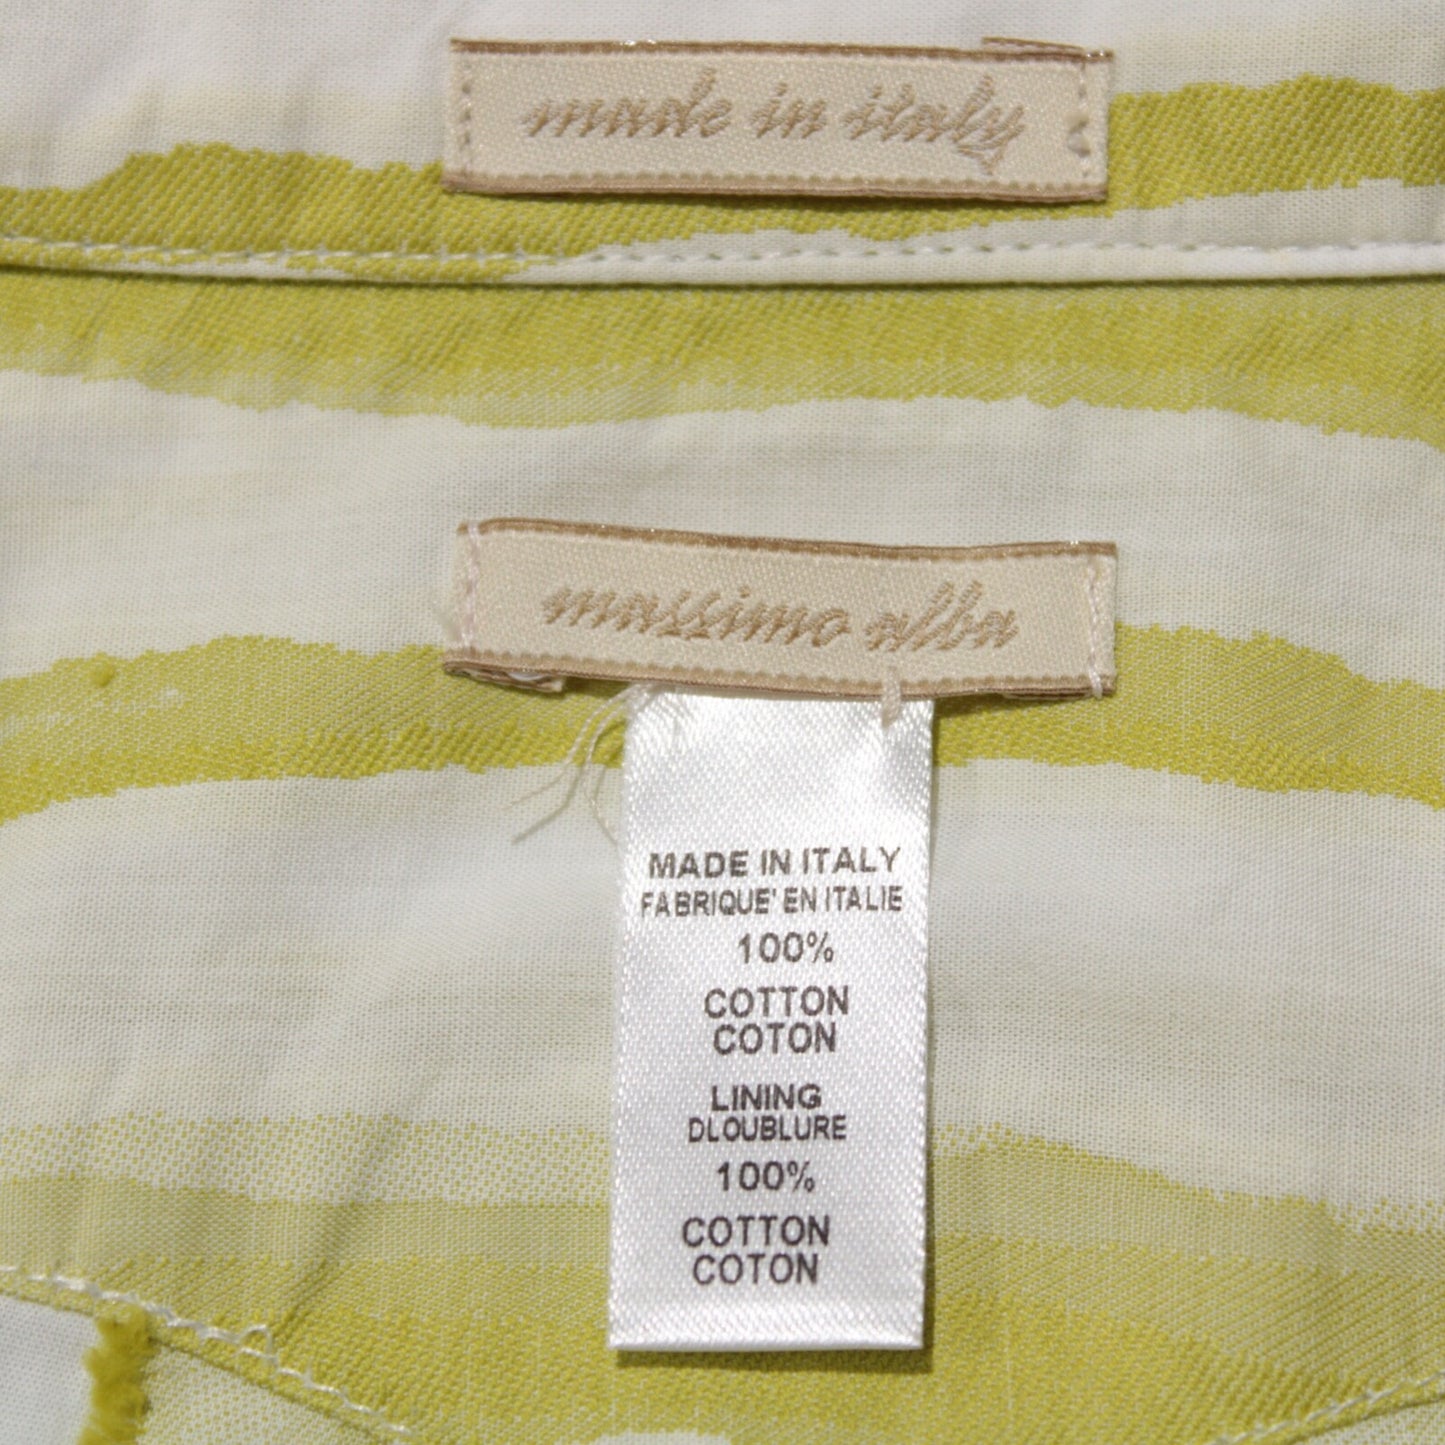 made in italy
massimo alba
MADE IN ITALY
FABRIQUE' EN ITALIE
100%
COTTON
COTON
LINING
DLOUBLURE
100%
COTTON
COTON